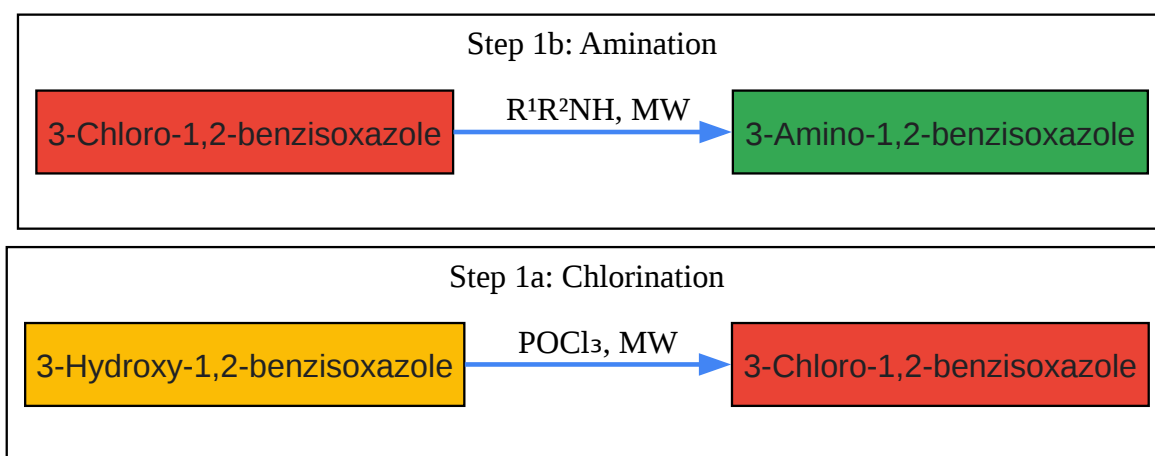 Step 1b: Amination
3-Chloro-1,2-benzisoxazole
R¹R²NH, MW
3-Amino-1,2-benzisoxazole
Step 1a: Chlorination
3-Hydroxy-1,2-benzisoxazole
POCl₃, MW
3-Chloro-1,2-benzisoxazole